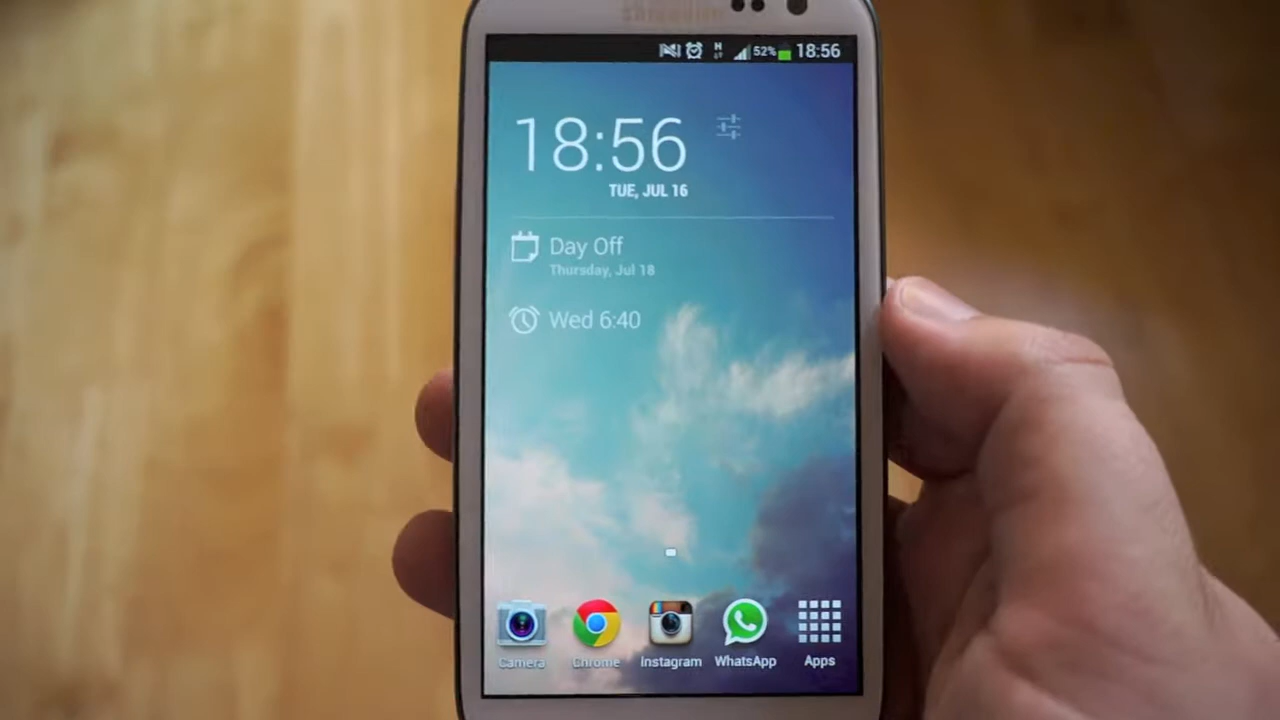 SAMSUNG
H 52% 18:56
18:56
TUE, JUL 16
Day Off
Thursday, Jul 18
Wed 6:40
Camera Chrome Instagram WhatsApp Apps